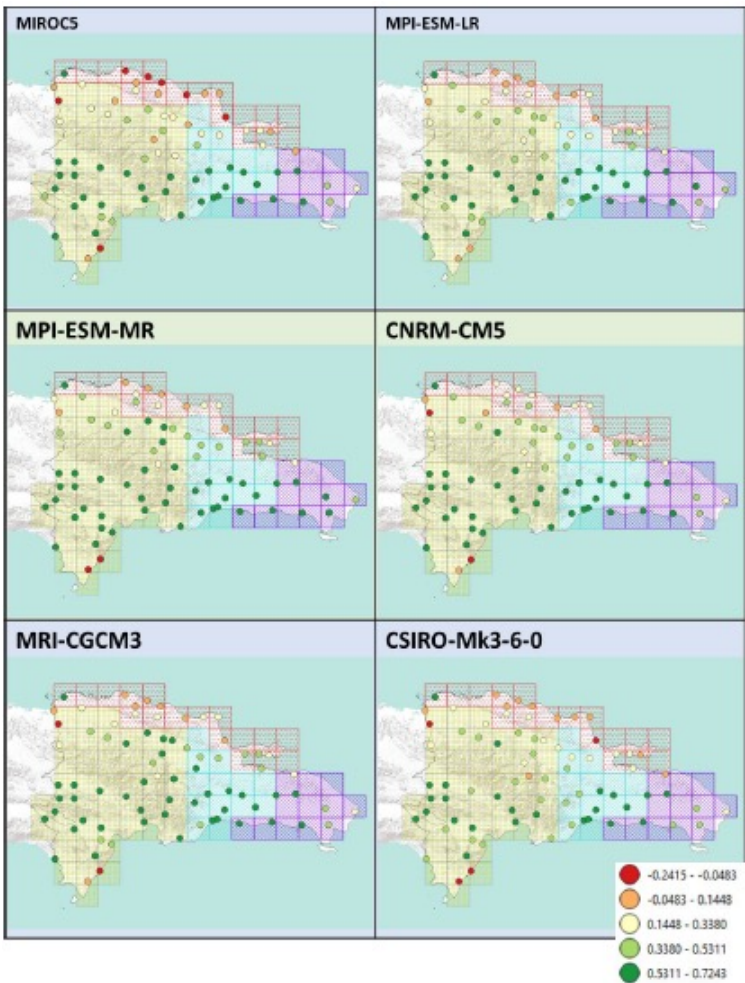 MIROC5
MPI-ESM-LR
MPI-ESM-MR
CNRM-CM5
MRI-CGCM3
CSIRO-Mk3-6-0
-0.2415 - -0.0483
-0.0483 - 0.1448
0.1448 - 0.3380
0.3380 - 0.5311
0.5311 - 0.7243